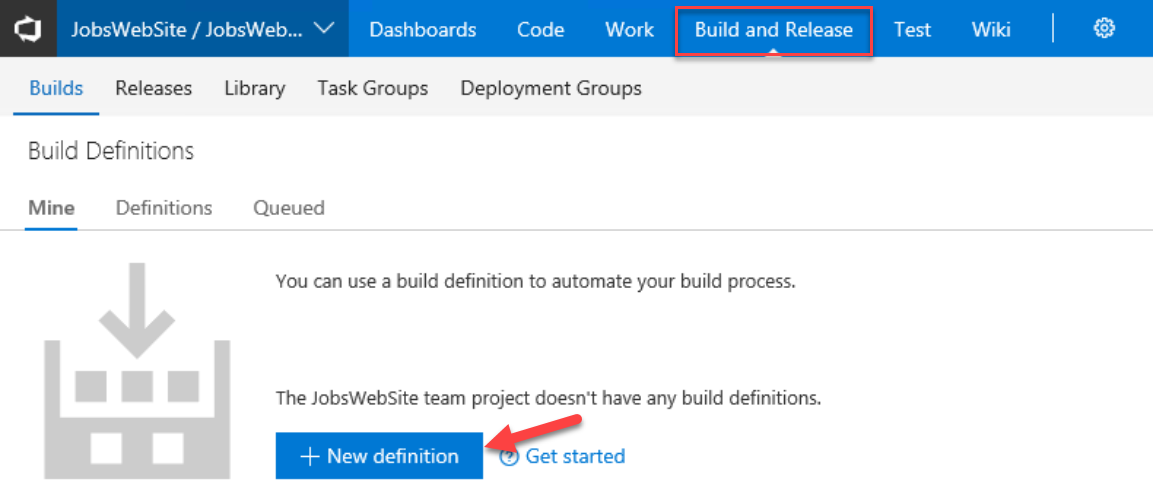 JobsWebSite / JobsWeb... Dashboards Code Work Build and Release Test Wiki
Builds Releases Library Task Groups Deployment Groups
Build Definitions
Mine Definitions Queued
You can use a build definition to automate your build process.
The JobsWebSite team project doesn't have any build definitions.
+ New definition ? Get started